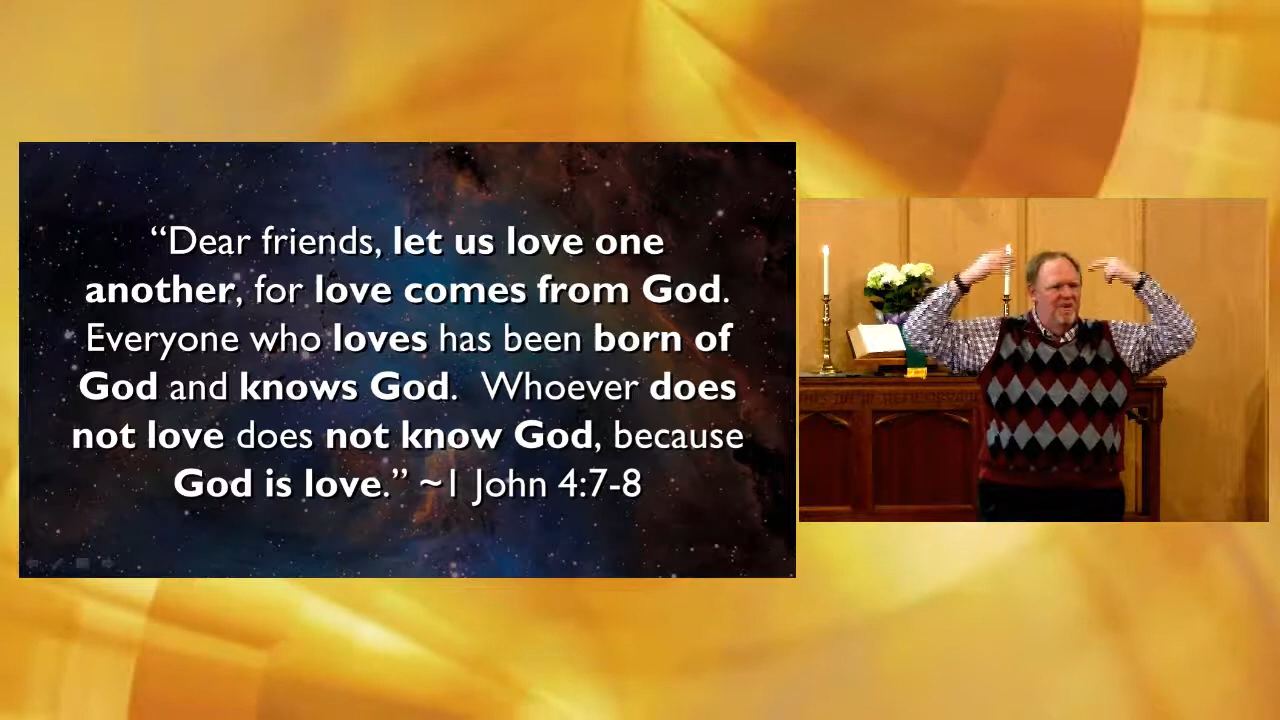 “Dear friends, let us love one
another, for love comes from God.
Everyone who loves has been born of
God and knows God.  Whoever does
not love does not know God, because
God is love.” ~1 John 4:7-8